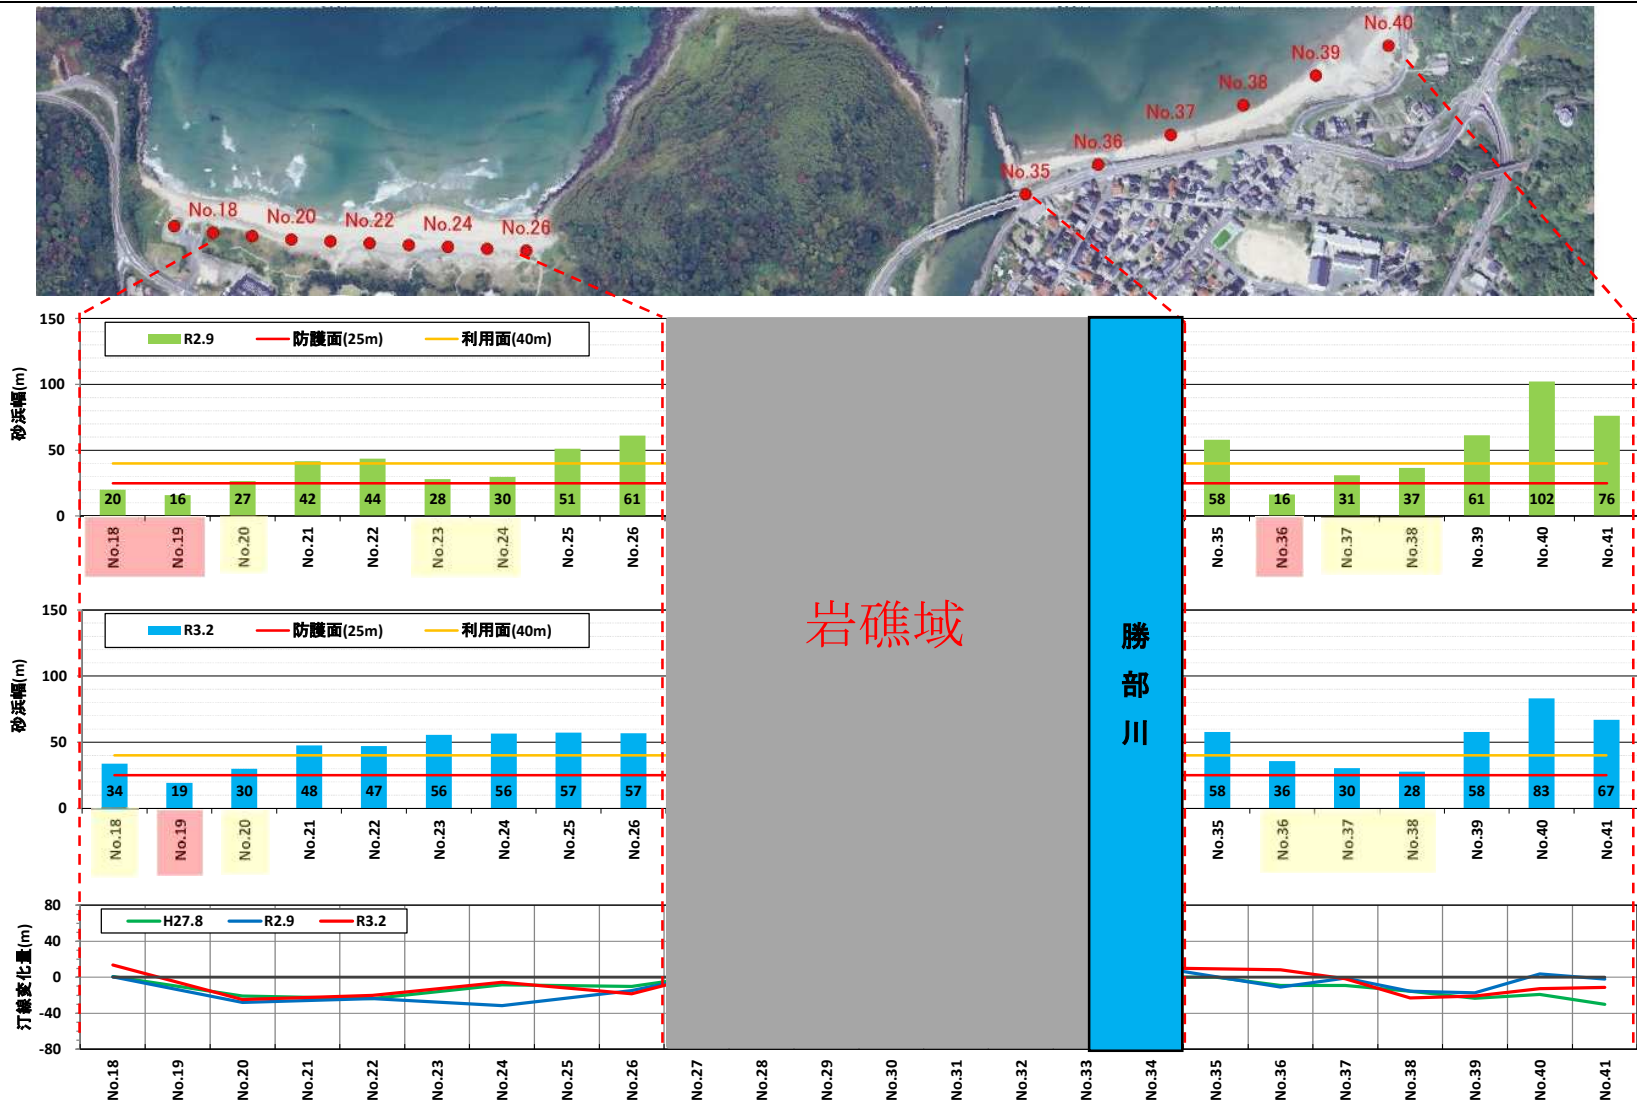 No.40
No.39
No.38
No.37
No.36
No.35
No.18 No.20 No.22 No.24 No.26
砂浜幅(m)
150
100
50
0
R2.9 防護面(25m) 利用面(40m)
20 16 27 42 44 28 30 51 61 58 16 31 37 61 102 76
No.18 No.19 No.20 No.21 No.22 No.23 No.24 No.25 No.26 No.35 No.36 No.37 No.38 No.39 No.40 No.41
岩礁域
勝部川
砂浜幅(m)
150
100
50
0
R3.2 防護面(25m) 利用面(40m)
34 19 30 48 47 56 56 57 57 58 36 30 28 58 83 67
No.18 No.19 No.20 No.21 No.22 No.23 No.24 No.25 No.26 No.35 No.36 No.37 No.38 No.39 No.40 No.41
汀線変化量(m)
80
40
0
-40
-80
H27.8 R2.9 R3.2
No.18 No.19 No.20 No.21 No.22 No.23 No.24 No.25 No.26 No.27 No.28 No.29 No.30 No.31 No.32 No.33 No.34 No.35 No.36 No.37 No.38 No.39 No.40 No.41